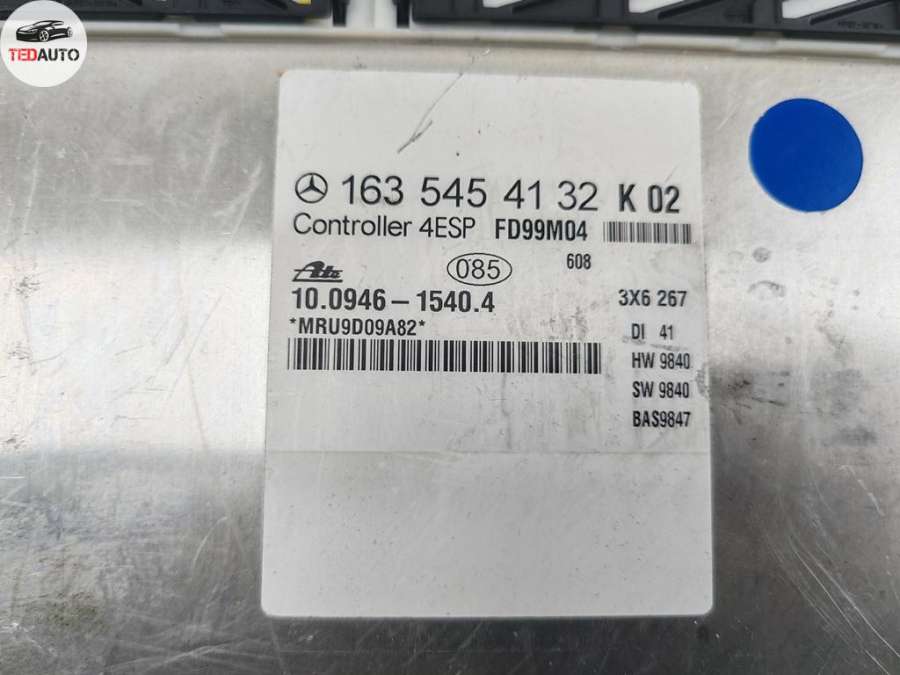 TEDAUTO
163 545 41 32 K 02
Controller 4ESP FD99M04
Ate 085 608
10.0946-1540.4 3X6 267
*MRU9D09A82* DI 41
HW 9840
SW 9840
BAS9847